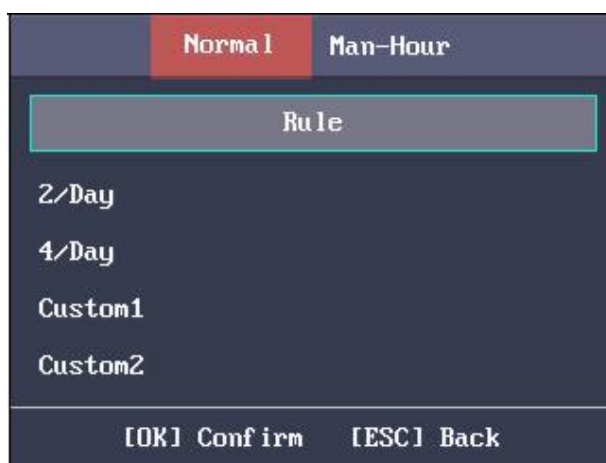 Normal Man-Hour
Rule
2/Day
4/Day
Custom1
Custom2
[OK] Confirm [ESC] Back